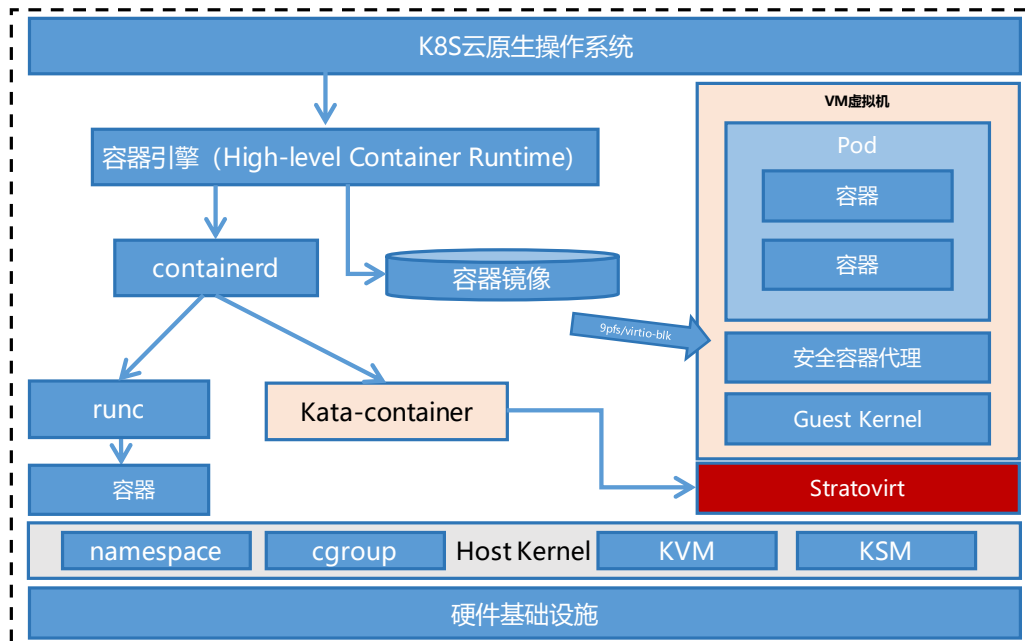 K8S云原生操作系统
VM虚拟机
容器引擎（High-level Container Runtime）
Pod
容器
containerd
容器镜像
容器
9pfs/virtio-blk
安全容器代理
runc
Kata-container
Guest Kernel
容器
Stratovirt
namespace
cgroup
Host Kernel
KVM
KSM
硬件基础设施